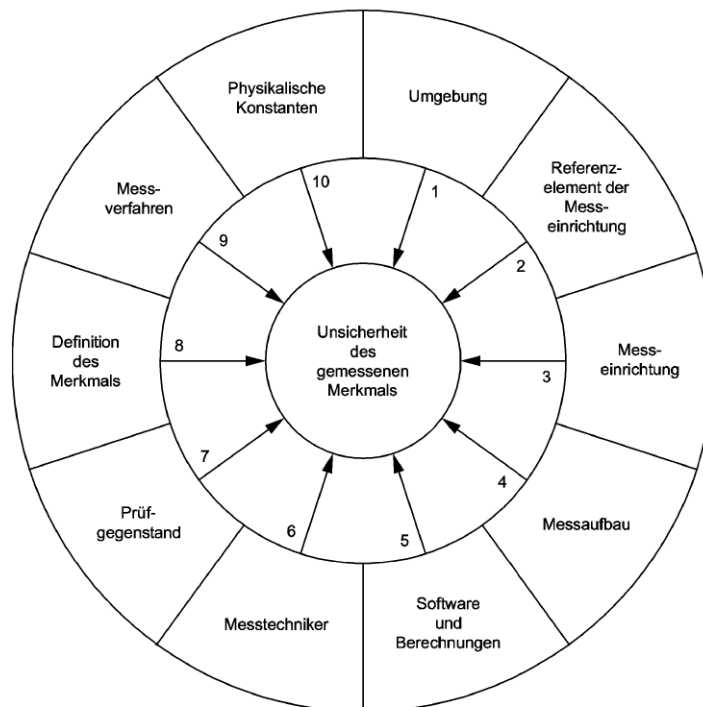 Physikalische
Konstanten
10
Umgebung
1
Referenz-
element der
Mess-
einrichtung
2
Mess-
einrichtung
3
Messaufbau
4
Software
und
Berechnungen
5
Messtechniker
6
Prüf-
gegenstand
7
Definition
des
Merkmals
8
Mess-
verfahren
9
Unsicherheit
des
gemessenen
Merkmals